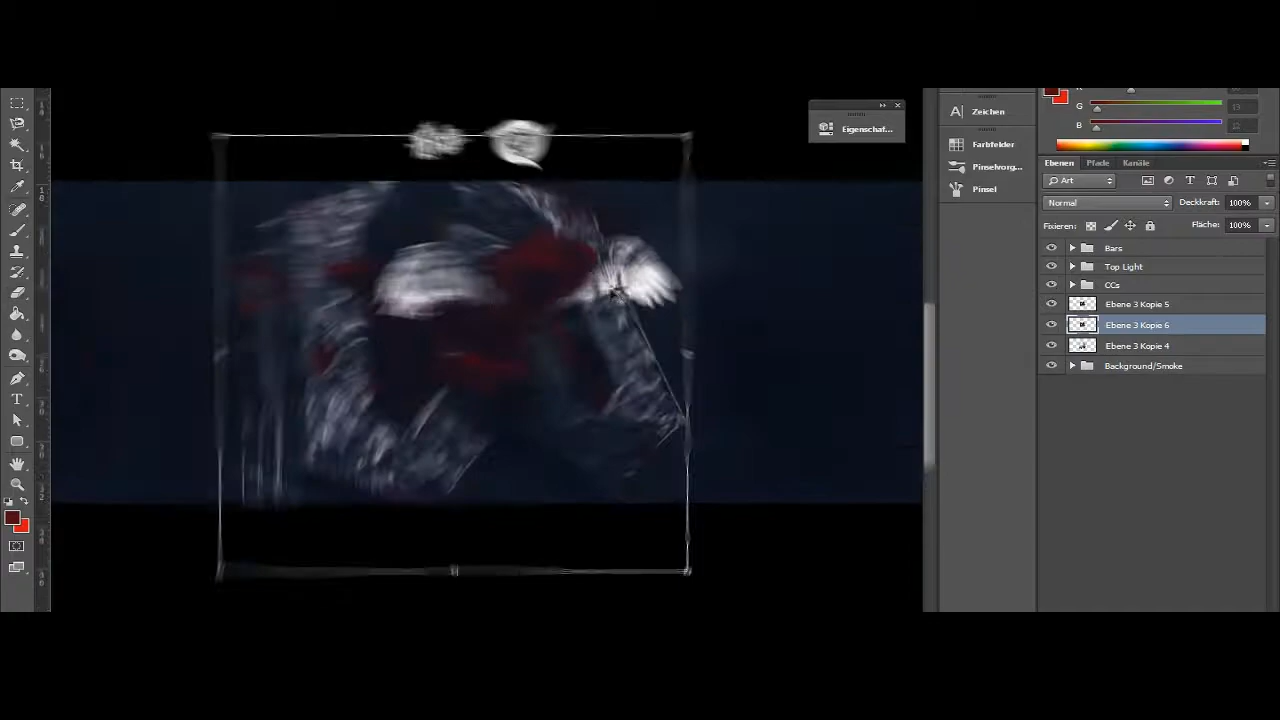 Zeichen
Farbfelder
Pinselvorg...
Pinsel
Eigenschaf...
G
B
Ebenen Pfade Kanäle
Art
Normal Deckkraft: 100%
Fixieren: Fläche: 100%
Bars
Top Light
CCs
Ebene 3 Kopie 5
Ebene 3 Kopie 6
Ebene 3 Kopie 4
Background/Smoke